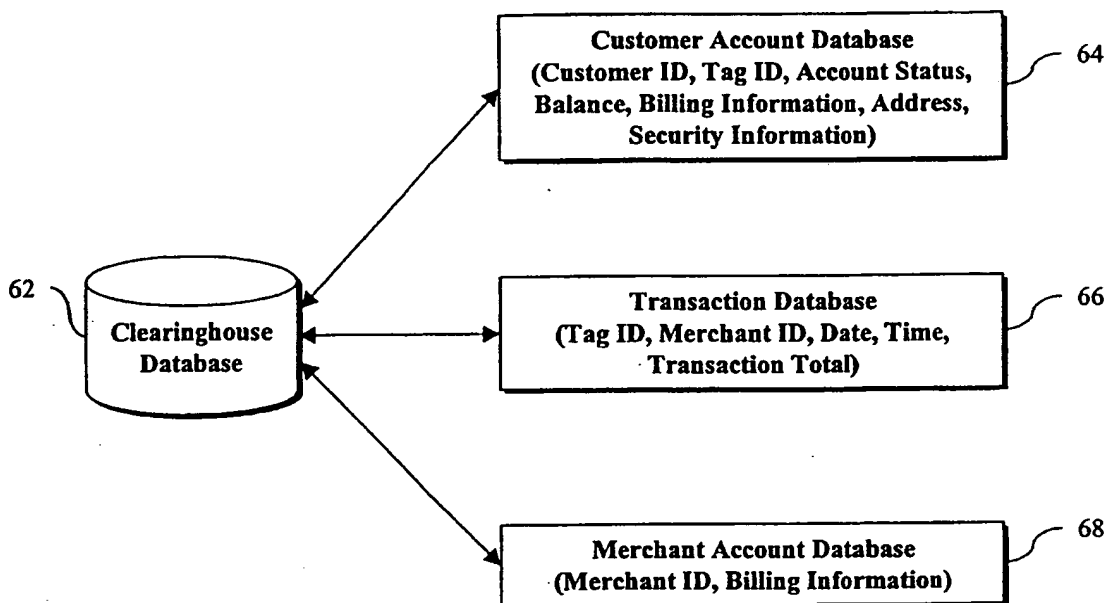 Customer Account Database
(Customer ID, Tag ID, Account Status,
Balance, Billing Information, Address,
Security Information)
64
62
Clearinghouse
Database
Transaction Database
(Tag ID, Merchant ID, Date, Time,
Transaction Total)
66
Merchant Account Database
(Merchant ID, Billing Information)
68